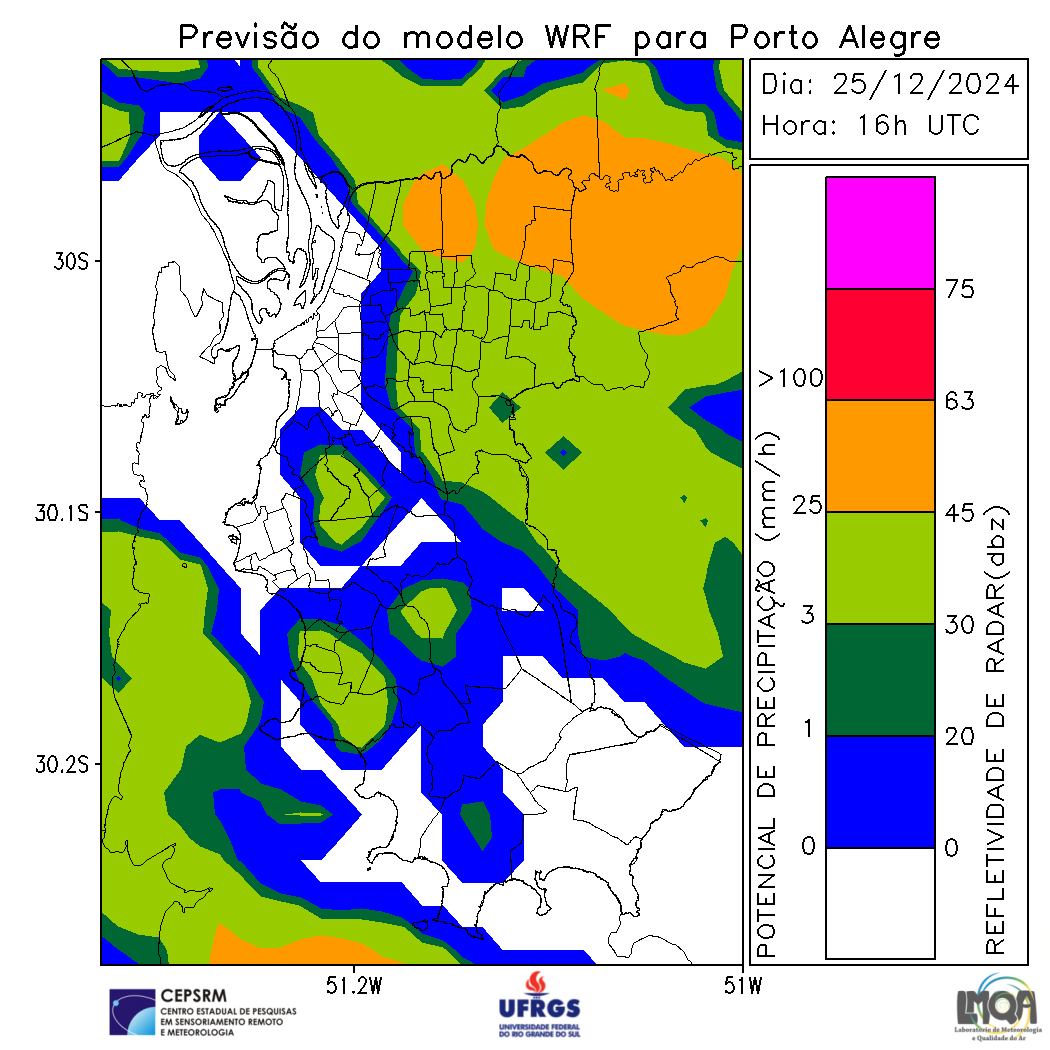 Previsão do modelo WRF para Porto Alegre
Dia: 25/12/2024
Hora: 16h UTC
30S
30.1S
30.2S
51.2W
51W
POTENCIAL DE PRECIPITAÇÃO (mm/h)
>100
25
3
1
0
75
63
45
30
20
0
REFLETIVIDADE DE RADAR(dbz)
CEPSRM
CENTRO ESTADUAL DE PESQUISAS
EM SENSORIAMENTO REMOTO
E METEOROLOGIA
UFRGS
UNIVERSIDADE FEDERAL
DO RIO GRANDE DO SUL
LMQA
Laboratório de Meteorologia
e Qualidade do Ar